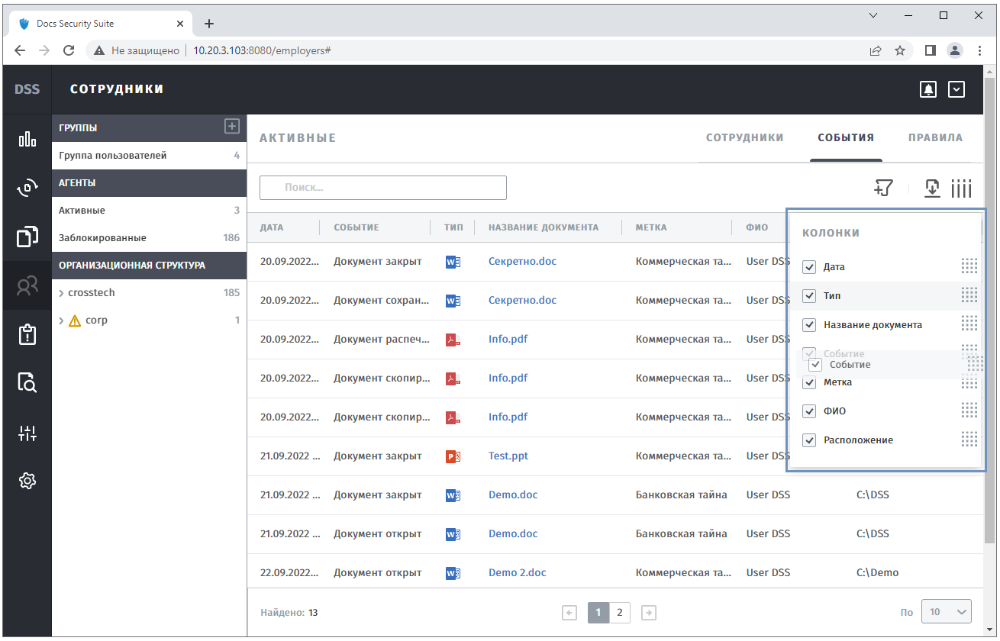 Docs Security Suite
Не защищено 10.20.3.103:8080/employers#
DSS СОТРУДНИКИ
ГРУППЫ
Группа пользователей 4
АГЕНТЫ
Активные 3
Заблокированные 186
ОРГАНИЗАЦИОННАЯ СТРУКТУРА
crosstech 185
corp 1
АКТИВНЫЕ СОТРУДНИКИ СОБЫТИЯ ПРАВИЛА
Поиск...
ДАТА СОБЫТИЕ ТИП НАЗВАНИЕ ДОКУМЕНТА МЕТКА ФИО
20.09.2022... Документ закрыт Секретно.doc Коммерческая та... User DSS
20.09.2022... Документ сохран... Секретно.doc Коммерческая та... User DSS
20.09.2022... Документ распеч... Info.pdf Коммерческая та... User DSS
20.09.2022... Документ скопир... Info.pdf Коммерческая та... User DSS
20.09.2022... Документ скопир... Info.pdf Коммерческая та... User DSS
21.09.2022 ... Документ закрыт Test.ppt Коммерческая та... User DSS
21.09.2022 ... Документ закрыт Demo.doc Банковская тайна User DSS C:\DSS
21.09.2022 ... Документ открыт Demo.doc Банковская тайна User DSS C:\DSS
22.09.2022... Документ открыт Demo 2.doc Коммерческая та... User DSS C:\Demo
КОЛОНКИ
Дата
Тип
Название документа
Событие
Событие
Метка
ФИО
Расположение
Найдено: 13 1 2 По 10